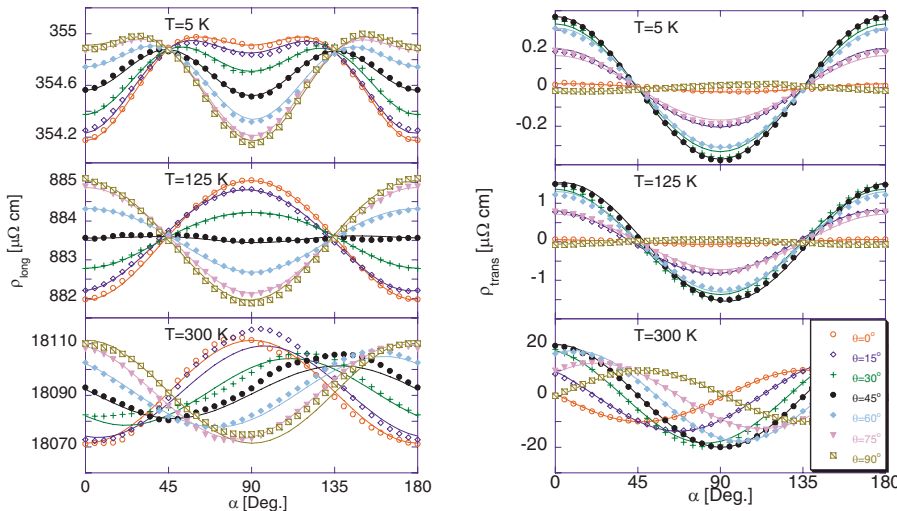 T=5 K
355
354.6
354.2
T=125 K
885
884
883
882
ρlong [μΩ cm]
T=300 K
18110
18090
18070
0 45 90 135 180
α [Deg.]
T=5 K
0.2
0
-0.2
T=125 K
1
0
-1
ρtrans [μΩ cm]
T=300 K
20
0
-20
0 45 90 135 180
α [Deg.]
θ=0°
θ=15°
θ=30°
θ=45°
θ=60°
θ=75°
θ=90°